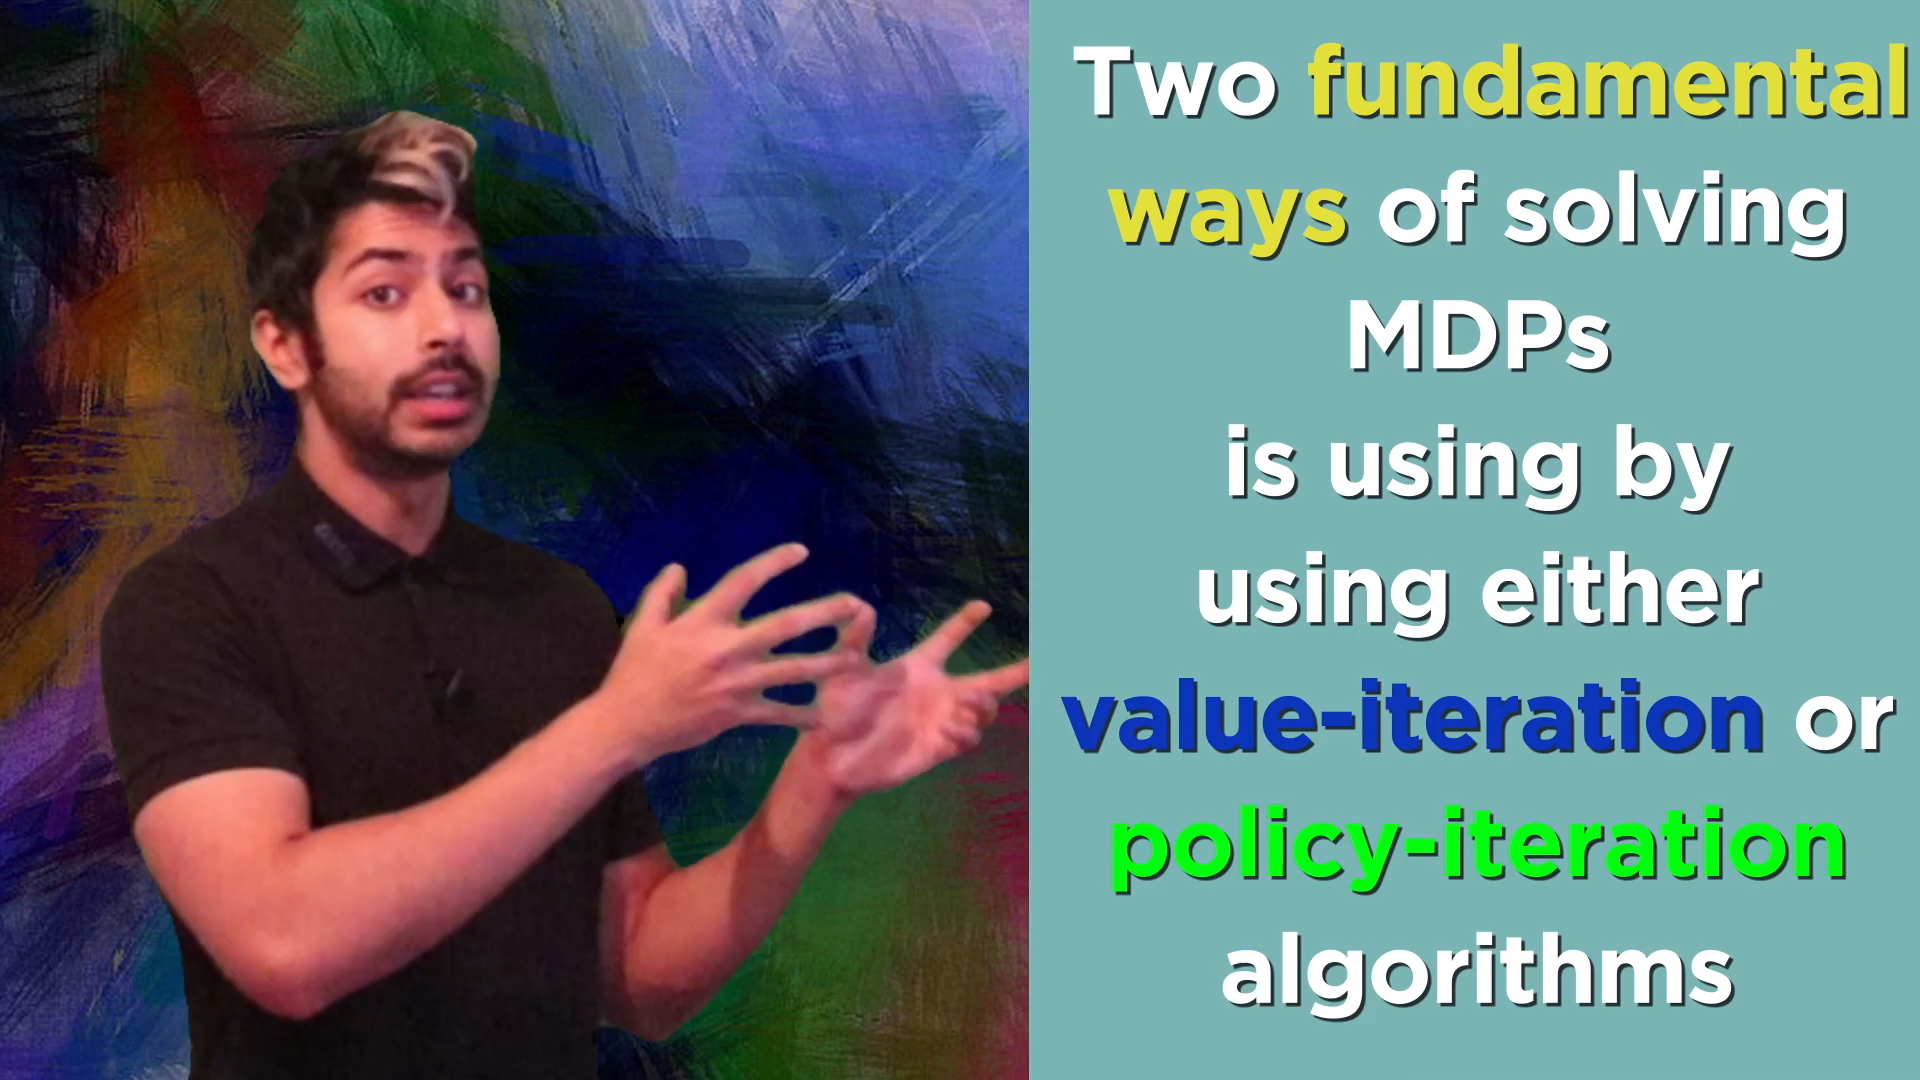 Two fundamental
ways of solving
MDPs
is using by
using either
value-iteration or
policy-iteration
algorithms